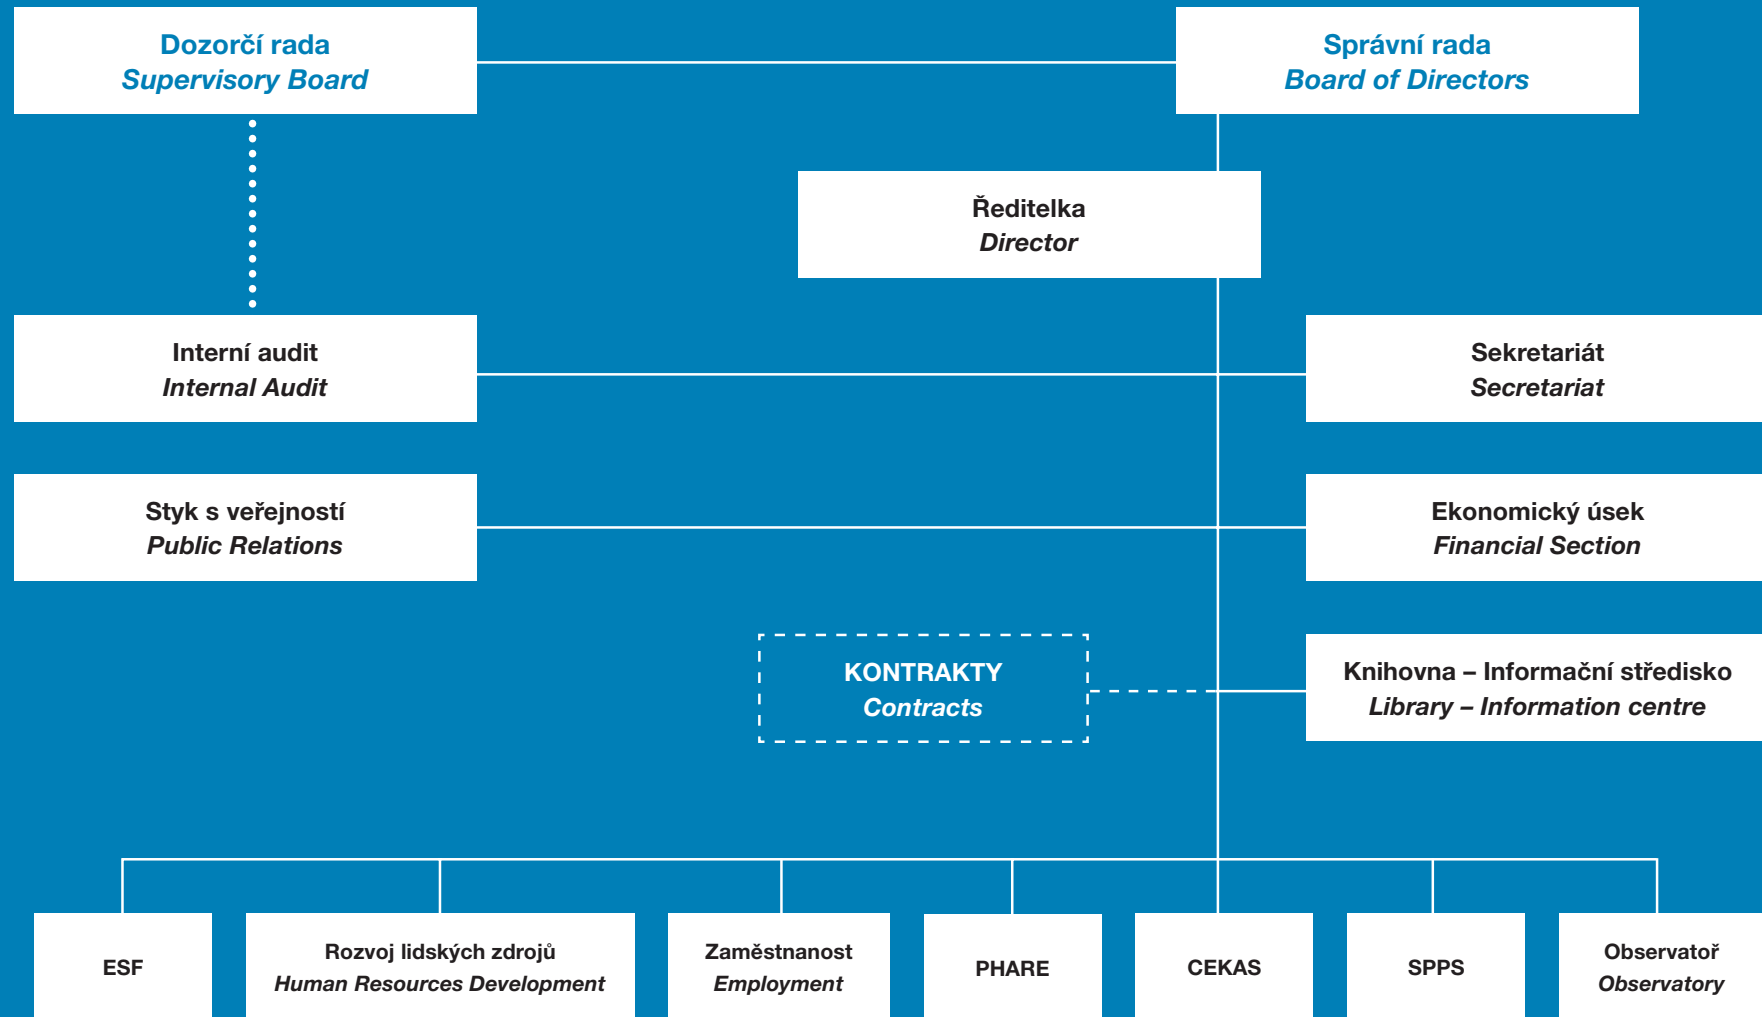 Dozorčí rada
Supervisory Board
Správní rada
Board of Directors
Ředitelka
Director
Interní audit
Internal Audit
Sekretariát
Secretariat
Styk s veřejností
Public Relations
Ekonomický úsek
Financial Section
KONTRAKTY
Contracts
Knihovna – Informační středisko
Library – Information centre
ESF
Rozvoj lidských zdrojů
Human Resources Development
Zaměstnanost
Employment
PHARE
CEKAS
SPPS
Observatoř
Observatory